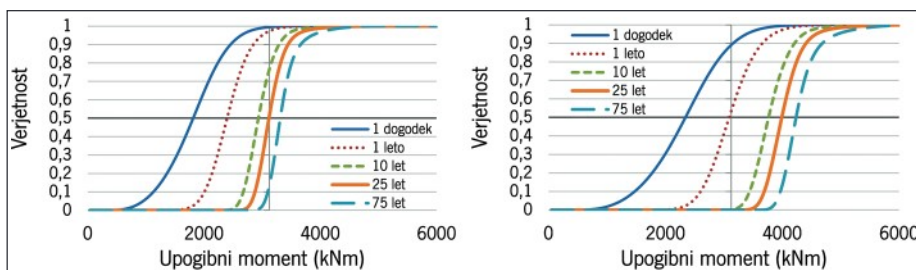 Verjetnost
1
0,9
0,8
0,7
0,6
0,5
0,4
0,3
0,2
0,1
0
1 dogodek
1 leto
10 let
25 let
75 let
0 2000 4000 6000
Upogibni moment (kNm)
Verjetnost
1
0,9
0,8
0,7
0,6
0,5
0,4
0,3
0,2
0,1
0
1 dogodek
1 leto
10 let
25 let
75 let
0 2000 4000 6000
Upogibni moment (kNm)